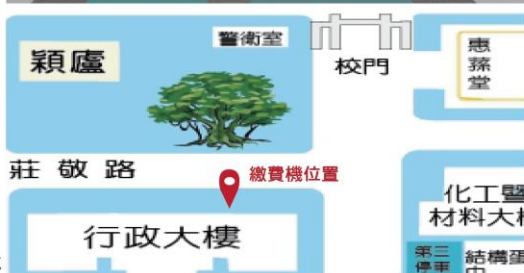 警衛室
穎廬
校門
惠蓀堂
莊敬路
繳費機位置
行政大樓
化工暨
材料大
第三
停車
結構蛋